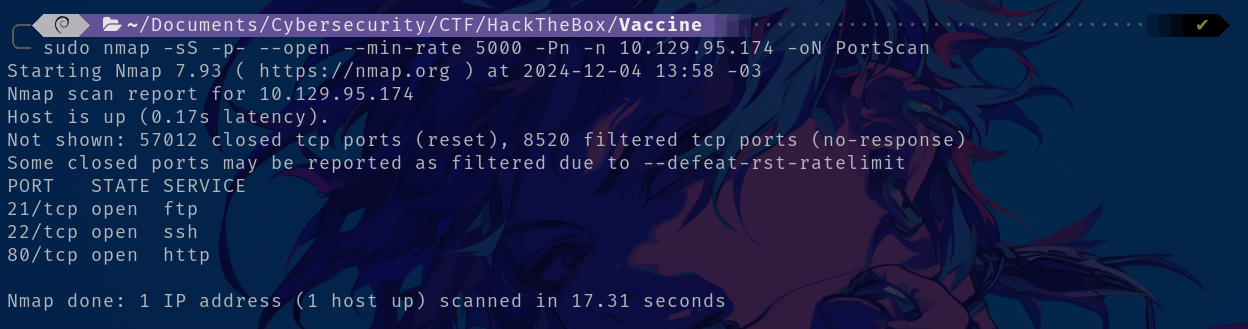 ~/Documents/Cybersecurity/CTF/HackTheBox/Vaccine ✔
sudo nmap -sS -p- --open --min-rate 5000 -Pn -n 10.129.95.174 -oN PortScan
Starting Nmap 7.93 ( https://nmap.org ) at 2024-12-04 13:58 -03
Nmap scan report for 10.129.95.174
Host is up (0.17s latency).
Not shown: 57012 closed tcp ports (reset), 8520 filtered tcp ports (no-response)
Some closed ports may be reported as filtered due to --defeat-rst-ratelimit
PORT   STATE SERVICE
21/tcp open  ftp
22/tcp open  ssh
80/tcp open  http
Nmap done: 1 IP address (1 host up) scanned in 17.31 seconds